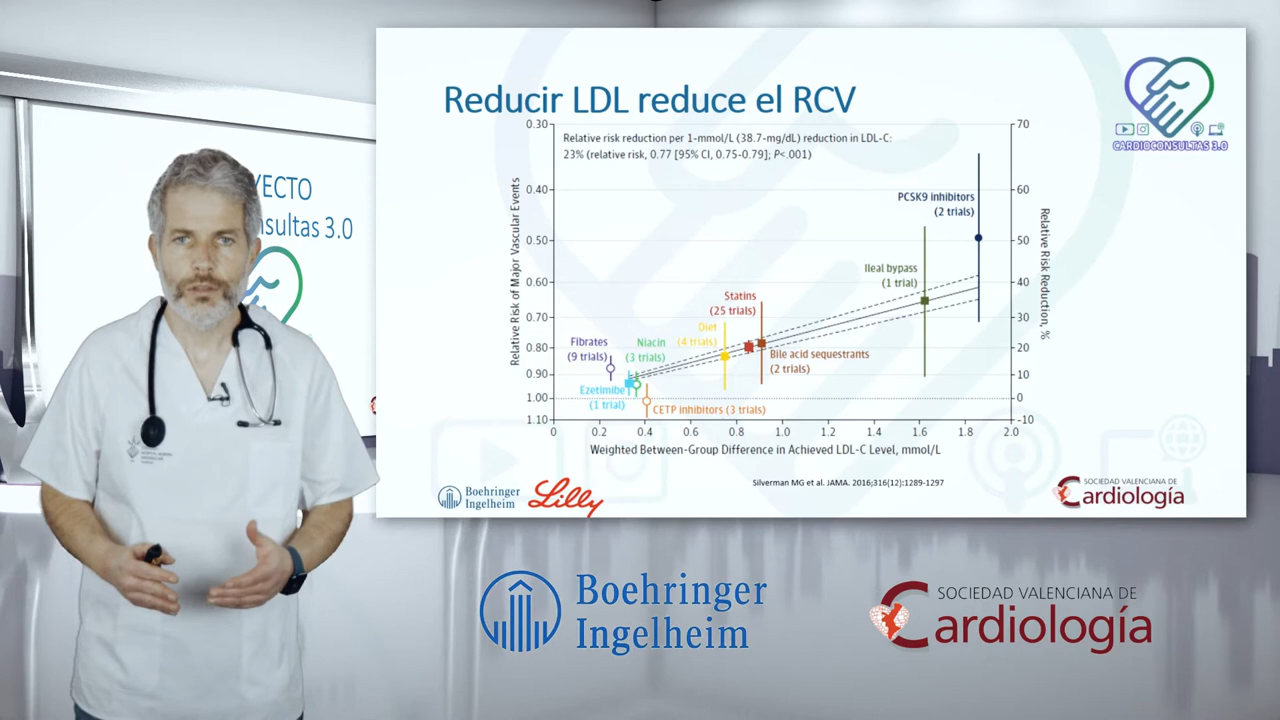 YECTO
nsultas 3.0
Reducir LDL reduce el RCV
CARDIOCONSULTAS 3.0
Relative risk reduction per 1-mmol/L (38.7-mg/dL) reduction in LDL-C:
23% (relative risk, 0.77 [95% CI, 0.75-0.79]; P<.001)
Relative Risk of Major Vascular Events
0.30
0.40
0.50
0.60
0.70
0.80
0.90
1.00
1.10
70
60
50
40
30
20
10
0
-10
Relative Risk Reduction, %
PCSK9 inhibitors
(2 trials)
Ileal bypass
(1 trial)
Statins
(25 trials)
Diet
(4 trials)
Fibrates
(9 trials)
Niacin
(3 trials)
Bile acid sequestrants
(2 trials)
Ezetimibe
(1 trial)
CETP inhibitors (3 trials)
0 0.2 0.4 0.6 0.8 1.0 1.2 1.4 1.6 1.8 2.0
Weighted Between-Group Difference in Achieved LDL-C Level, mmol/L
Silverman MG et al. JAMA. 2016;316(12):1289-1297
Boehringer
Ingelheim
Lilly
SOCIEDAD VALENCIANA DE
Cardiología
Boehringer
Ingelheim
SOCIEDAD VALENCIANA DE
Cardiología